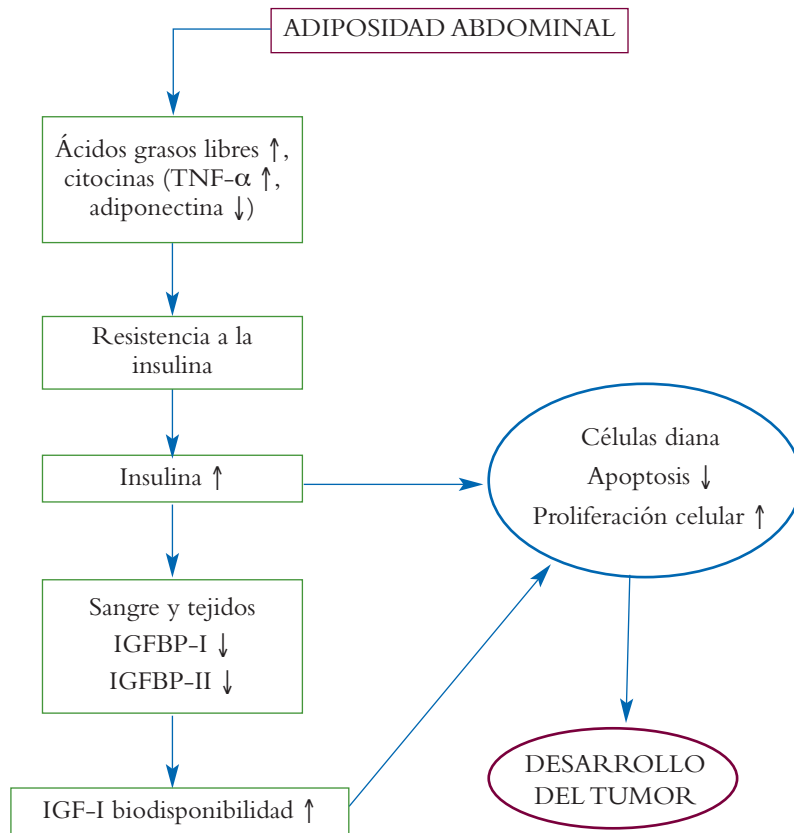 ADIPOSIDAD ABDOMINAL
Ácidos grasos libres ↑,
citocinas (TNF-α ↑,
adiponectina ↓)
Resistencia a la
insulina
Insulina ↑
Sangre y tejidos
IGFBP-I ↓
IGFBP-II ↓
IGF-I biodisponibilidad ↑
Células diana
Apoptosis ↓
Proliferación celular ↑
DESARROLLO
DEL TUMOR